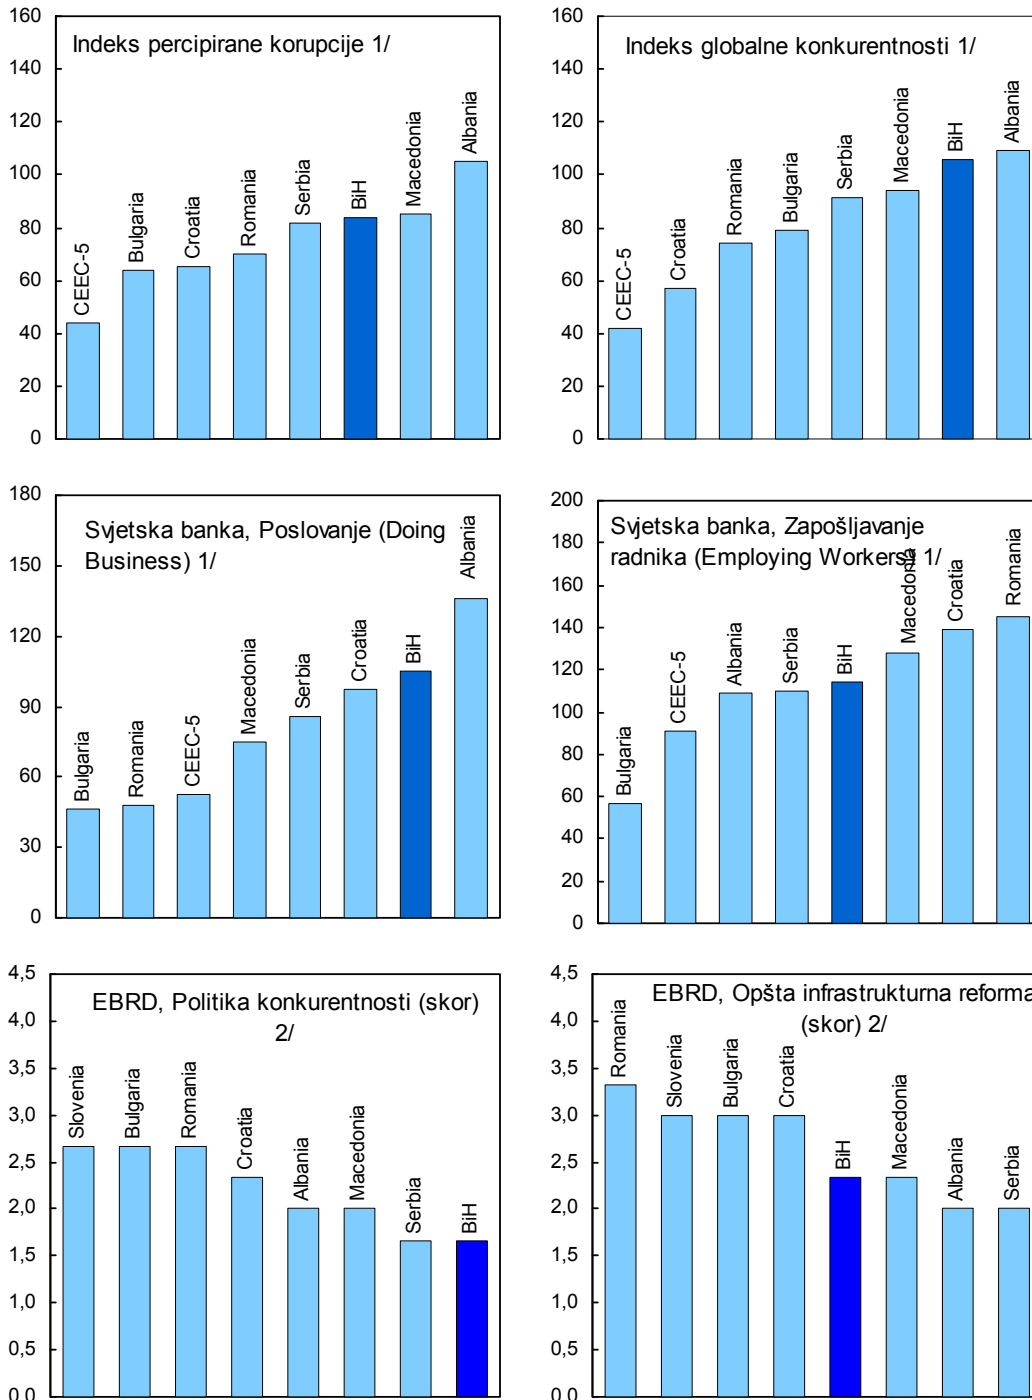 Indeks percipirane korupcije 1/
160
140
120
100
80
60
40
20
0
CEEC-5
Bulgaria
Croatia
Romania
Serbia
BiH
Macedonia
Albania
Indeks globalne konkurentnosti 1/
160
140
120
100
80
60
40
20
0
CEEC-5
Croatia
Romania
Bulgaria
Serbia
Macedonia
BiH
Albania
Svjetska banka, Poslovanje (Doing
Business) 1/
180
150
120
90
60
30
0
Bulgaria
Romania
CEEC-5
Macedonia
Serbia
Croatia
BiH
Albania
Svjetska banka, Zapošljavanje
radnika (Employing Workers) 1/
200
180
160
140
120
100
80
60
40
20
0
Bulgaria
CEEC-5
Albania
Serbia
BiH
Macedonia
Croatia
Romania
EBRD, Politika konkurentnosti (skor)
2/
4,5
4,0
3,5
3,0
2,5
2,0
1,5
1,0
0,5
0,0
Slovenia
Bulgaria
Romania
Croatia
Albania
Macedonia
Serbia
BiH
EBRD, Opšta infrastrukturna reforma
(skor) 2/
4,5
4,0
3,5
3,0
2,5
2,0
1,5
1,0
0,5
0,0
Romania
Slovenia
Bulgaria
Croatia
BiH
Macedonia
Albania
Serbia